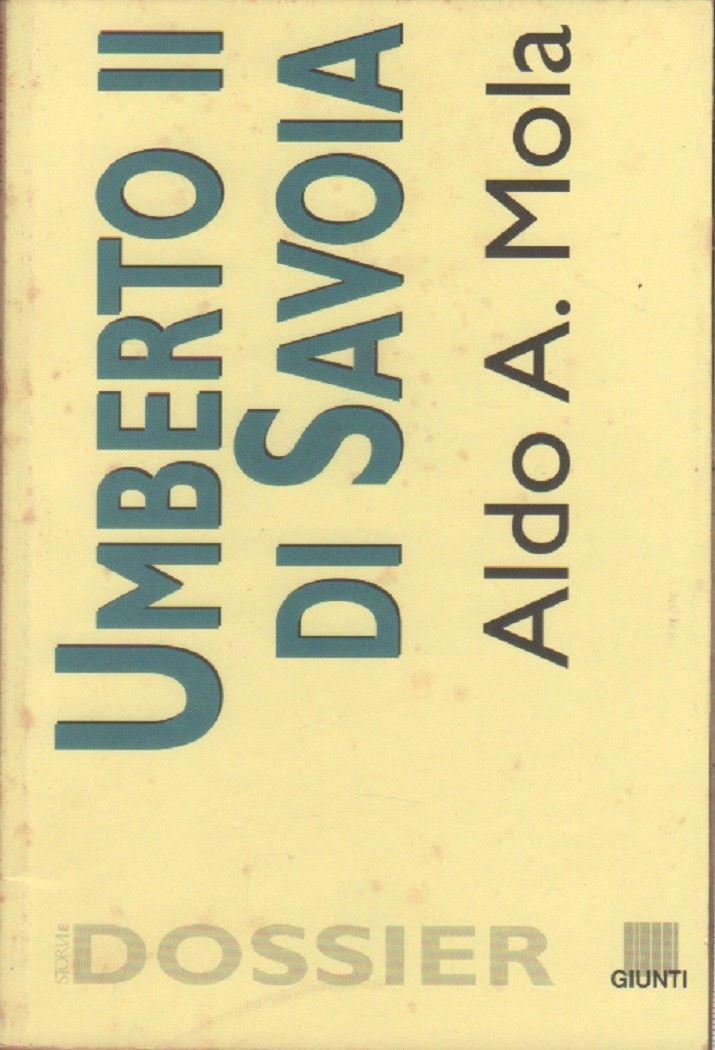 UMBERTO II
DI SAVOIA
Aldo A. Mola
STORIA E
DOSSIER
GIUNTI